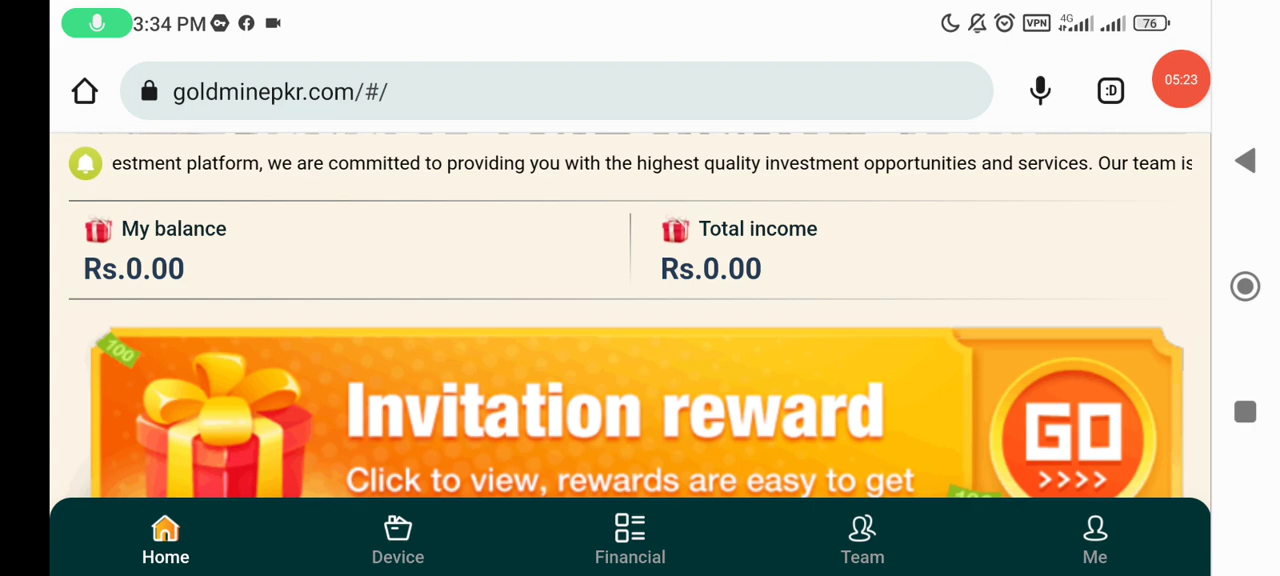 3:34 PM
VPN 4G 76
goldminepkr.com/#/
:D
05:23
estment platform, we are committed to providing you with the highest quality investment opportunities and services. Our team is
My balance
Total income
Rs.0.00
Rs.0.00
100
Invitation reward
GO
Click to view, rewards are easy to get
>>>>
Home
Device
Financial
Team
Me